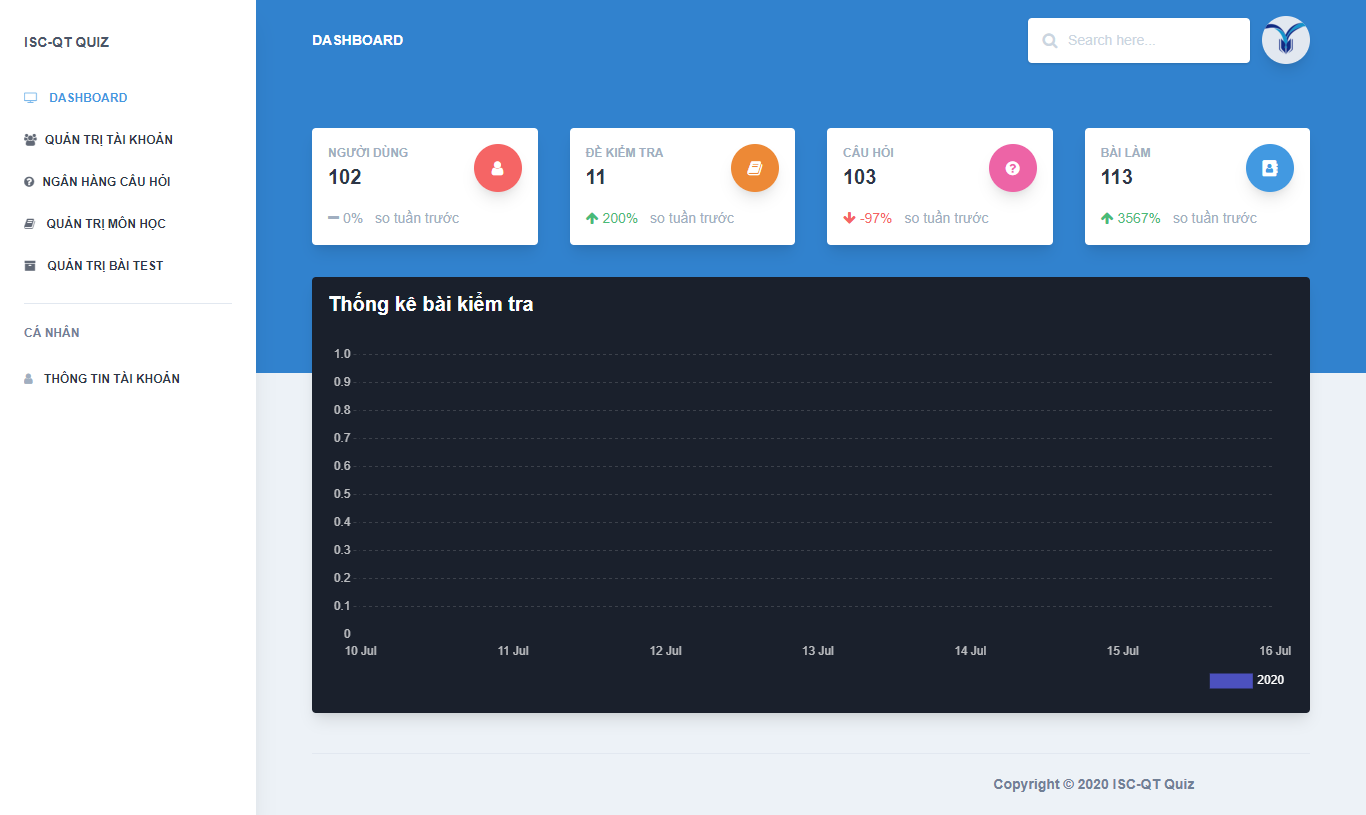 ISC-QT QUIZ
DASHBOARD
QUẢN TRỊ TÀI KHOẢN
NGÂN HÀNG CÂU HỎI
QUẢN TRỊ MÔN HỌC
QUẢN TRỊ BÀI TEST
CÁ NHÂN
THÔNG TIN TÀI KHOẢN
DASHBOARD
Search here...
NGƯỜI DÙNG
102
0% so tuần trước
ĐỀ KIỂM TRA
11
200% so tuần trước
CÂU HỎI
103
-97% so tuần trước
BÀI LÀM
113
3567% so tuần trước
Thống kê bài kiểm tra
1.0
0.9
0.8
0.7
0.6
0.5
0.4
0.3
0.2
0.1
0
10 Jul 11 Jul 12 Jul 13 Jul 14 Jul 15 Jul 16 Jul
2020
Copyright © 2020 ISC-QT Quiz